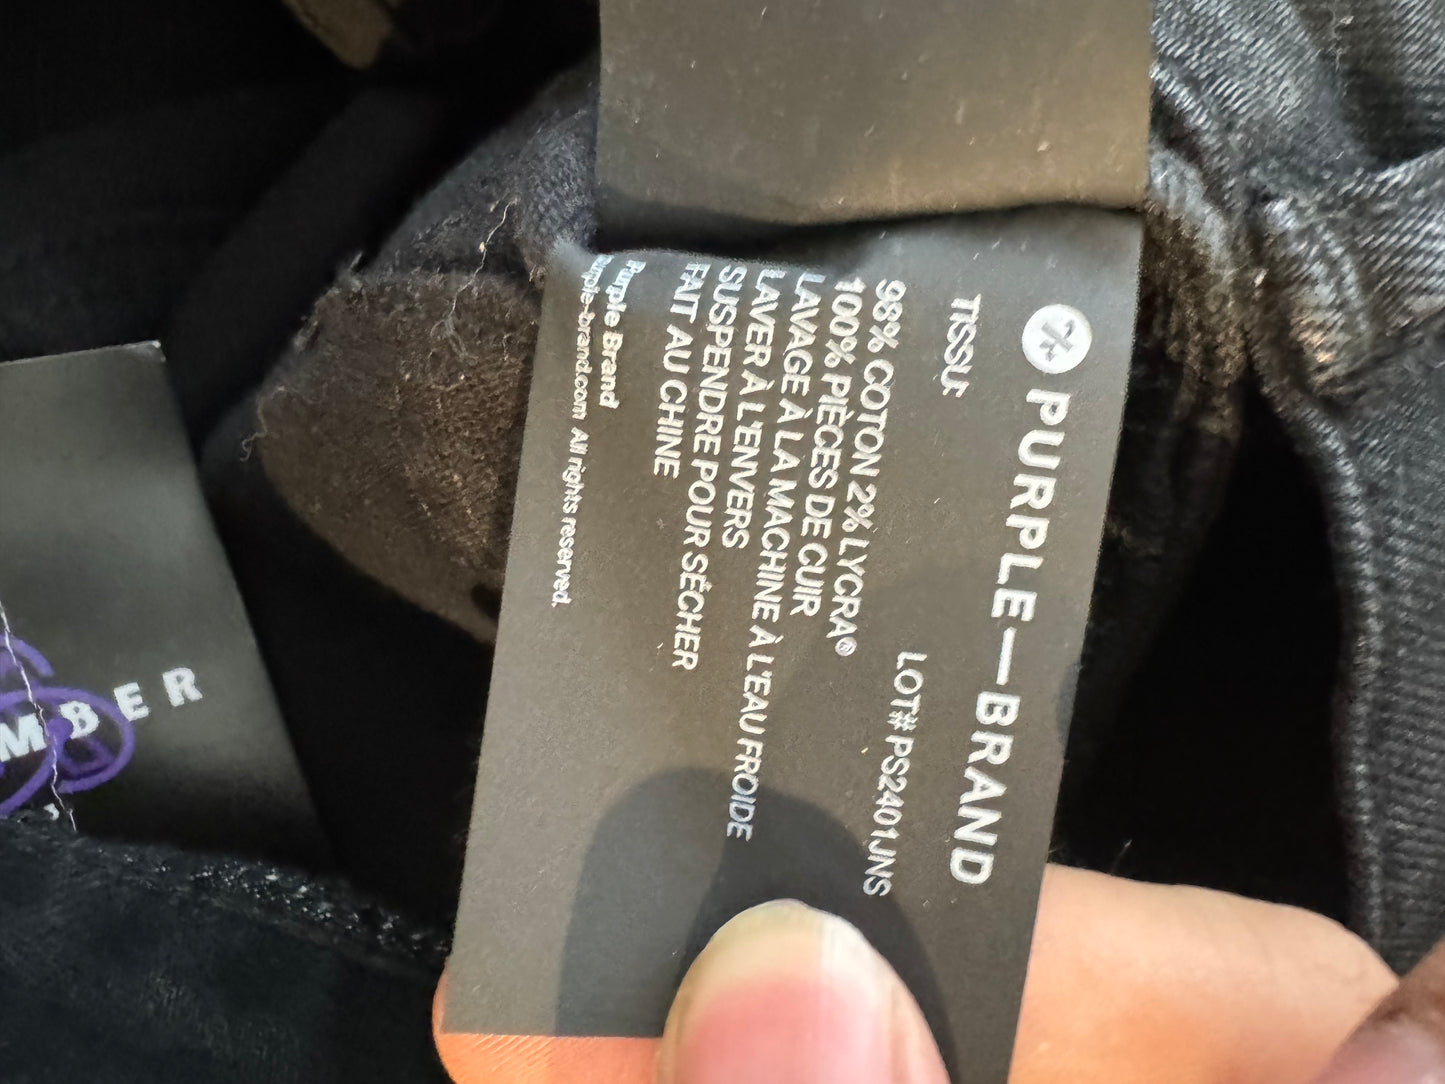 PURPLE—BRAND
TISSU:
LOT# PS2401JNS
98% COTON 2% LYCRA®
100% PIÈCES DE CUIR
LAVAGE À LA MACHINE À L'EAU FROIDE
LAVER À L'ENVERS
SUSPENDRE POUR SÉCHER
FAIT AU CHINE
Purple Brand
Purple-brand.com All rights reserved.
MBER